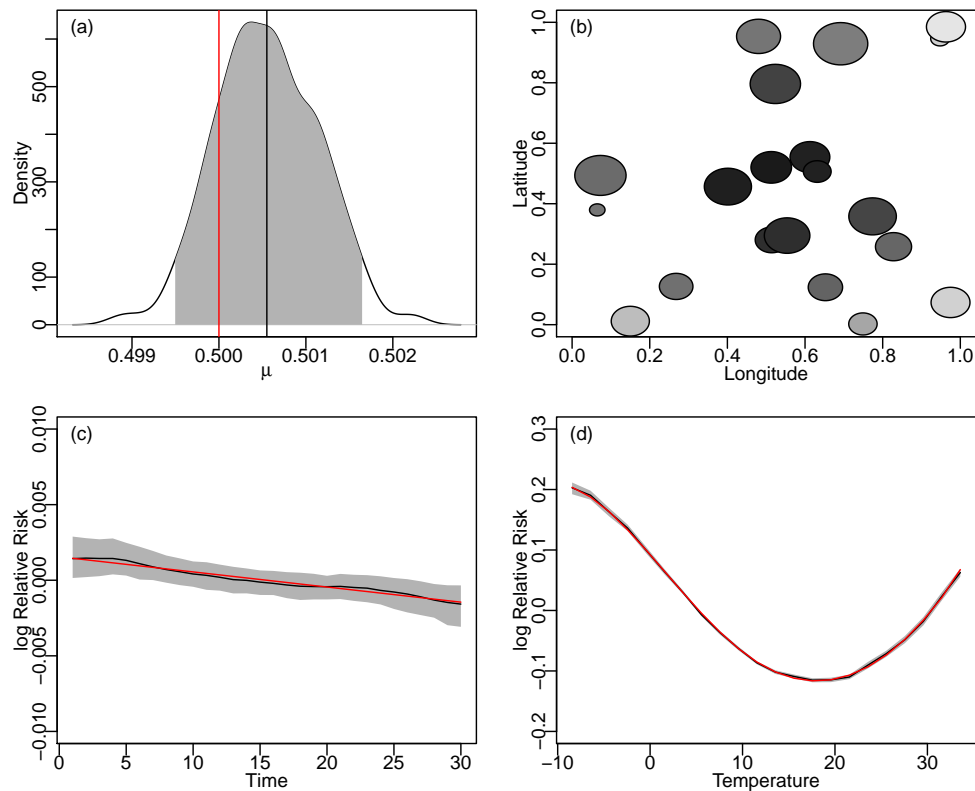 (a)
Density
0 100 300 500
0.499 0.500 0.501 0.502
μ
(b)
Latitude
0.0 0.2 0.4 0.6 0.8 1.0
0.0 0.2 0.4 0.6 0.8 1.0
Longitude
(c)
log Relative Risk
−0.010 −0.005 0.000 0.005 0.010
0 5 10 15 20 25 30
Time
(d)
log Relative Risk
−0.2 −0.1 0.0 0.1 0.2 0.3
−10 0 10 20 30
Temperature